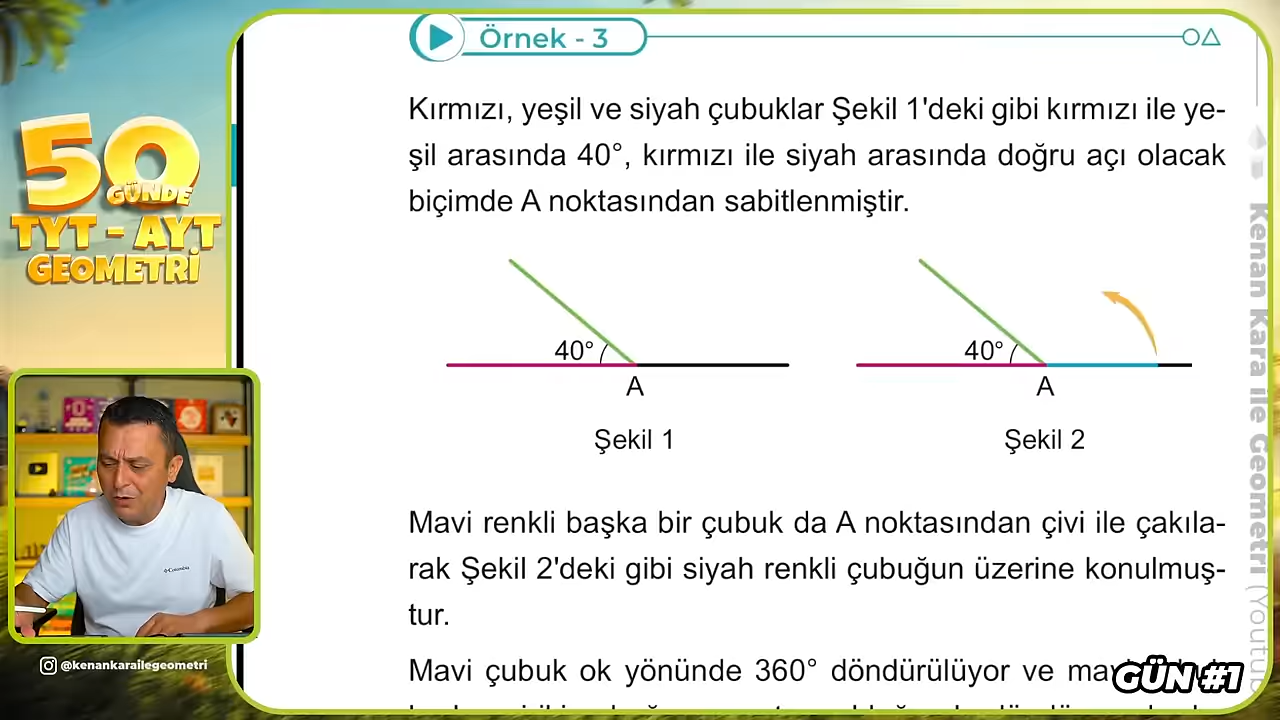 Örnek - 3
50
GÜNDE
TYT - AYT
GEOMETRİ
Kırmızı, yeşil ve siyah çubuklar Şekil 1'deki gibi kırmızı ile ye-
şil arasında 40°, kırmızı ile siyah arasında doğru açı olacak
biçimde A noktasından sabitlenmiştir.
40°
A
Şekil 1
40°
A
Şekil 2
Mavi renkli başka bir çubuk da A noktasından çivi ile çakıla-
rak Şekil 2'deki gibi siyah renkli çubuğun üzerine konulmuş-
tur.
Mavi çubuk ok yönünde 360° döndürülüyor ve
Kenan Kara ile Geometri (Youtub
Columbia
@kenankarailegeometri
GÜN #1